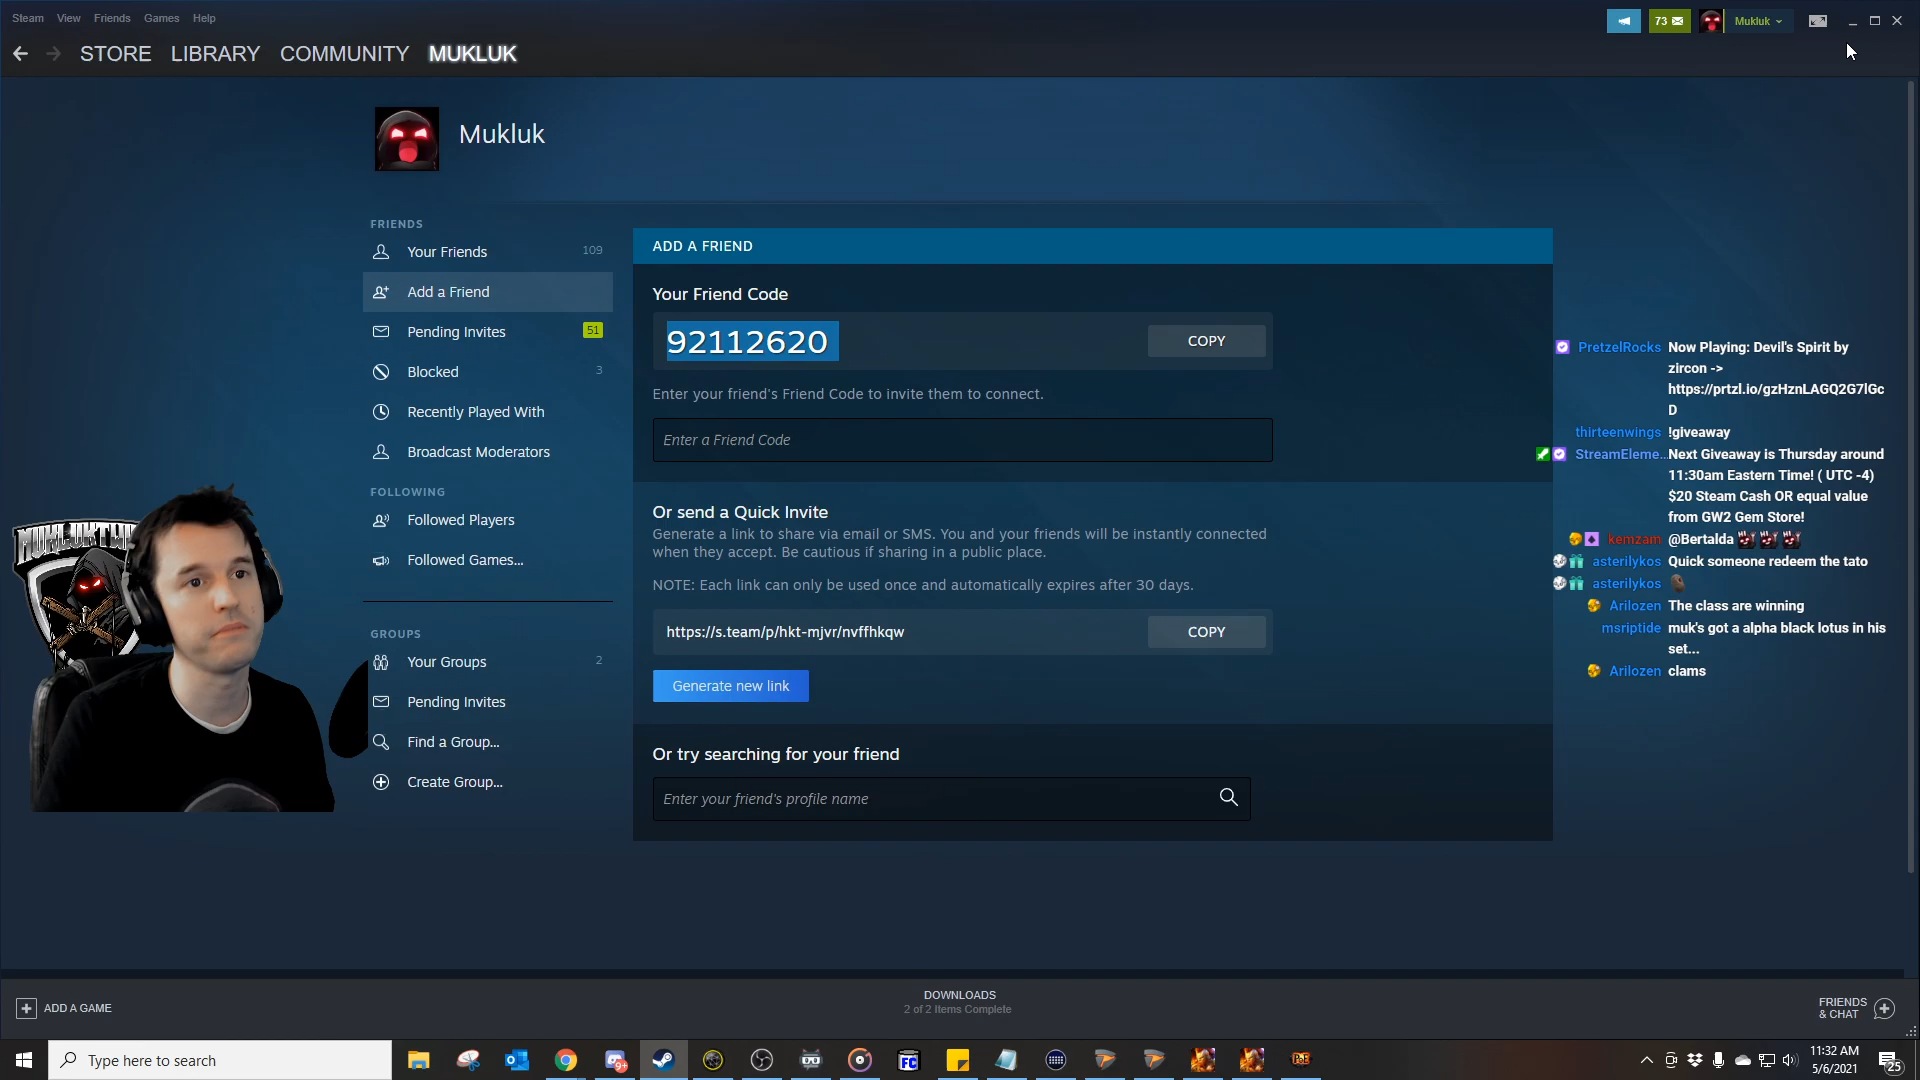 Steam View Friends Games Help
73 Mukluk
STORE LIBRARY COMMUNITY MUKLUK
Mukluk
FRIENDS
Your Friends 109
Add a Friend
Pending Invites 51
Blocked 3
Recently Played With
Broadcast Moderators
FOLLOWING
Followed Players
Followed Games...
GROUPS
Your Groups 2
Pending Invites
Find a Group...
Create Group...
ADD A FRIEND
Your Friend Code
92112620 COPY
Enter your friend's Friend Code to invite them to connect.
Enter a Friend Code
Or send a Quick Invite
Generate a link to share via email or SMS. You and your friends will be instantly connected
when they accept. Be cautious if sharing in a public place.
NOTE: Each link can only be used once and automatically expires after 30 days.
https://s.team/p/hkt-mjvr/nvffhkqw COPY
Generate new link
Or try searching for your friend
Enter your friend's profile name
PretzelRocks Now Playing: Devil's Spirit by
zircon ->
https://prtzl.io/gzHznLAGQ2G7lGc
D
thirteenwings !giveaway
StreamEleme... Next Giveaway is Thursday around
11:30am Eastern Time! ( UTC -4)
$20 Steam Cash OR equal value
from GW2 Gem Store!
kemzam @Bertalda
asterilykos Quick someone redeem the tato
asterilykos
Arilozen The class are winning
msriptide muk's got a alpha black lotus in his
set...
Arilozen clams
ADD A GAME
DOWNLOADS
2 of 2 Items Complete
FRIENDS
& CHAT
Type here to search
9+
FC
11:32 AM
5/6/2021
25